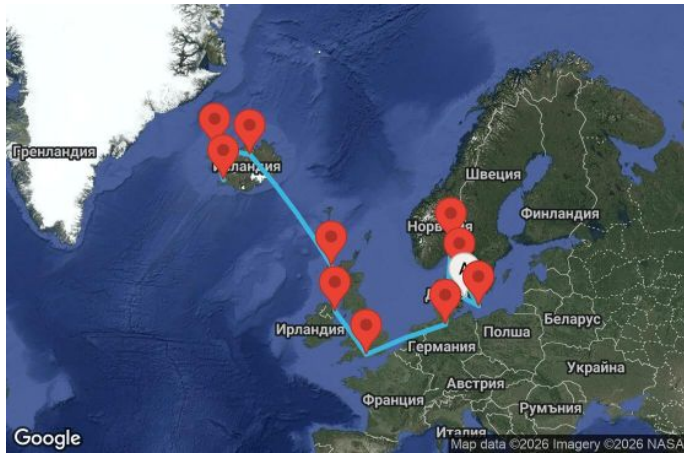 Гренландия
Исландия
Швеция
Норвегия
Финландия
А
Ирландия
Полша
Беларус
Германия
Украйна
Австрия
Франция
Румъния
Италия
Google
Map data ©2026 Imagery ©2026 NASA